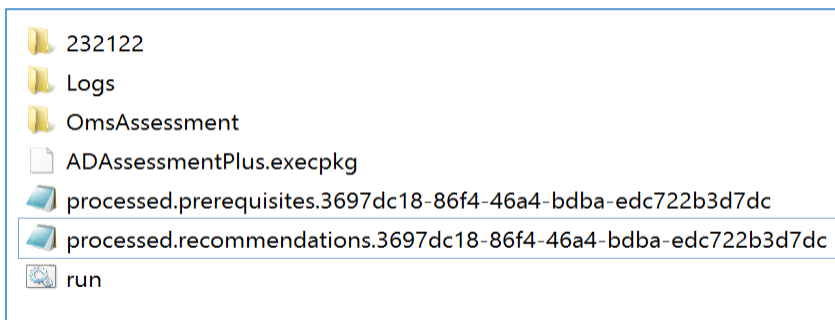 232122
Logs
OmsAssessment
ADAssessmentPlus.execpkg
processed.prerequisites.3697dc18-86f4-46a4-bdba-edc722b3d7dc
processed.recommendations.3697dc18-86f4-46a4-bdba-edc722b3d7dc
run